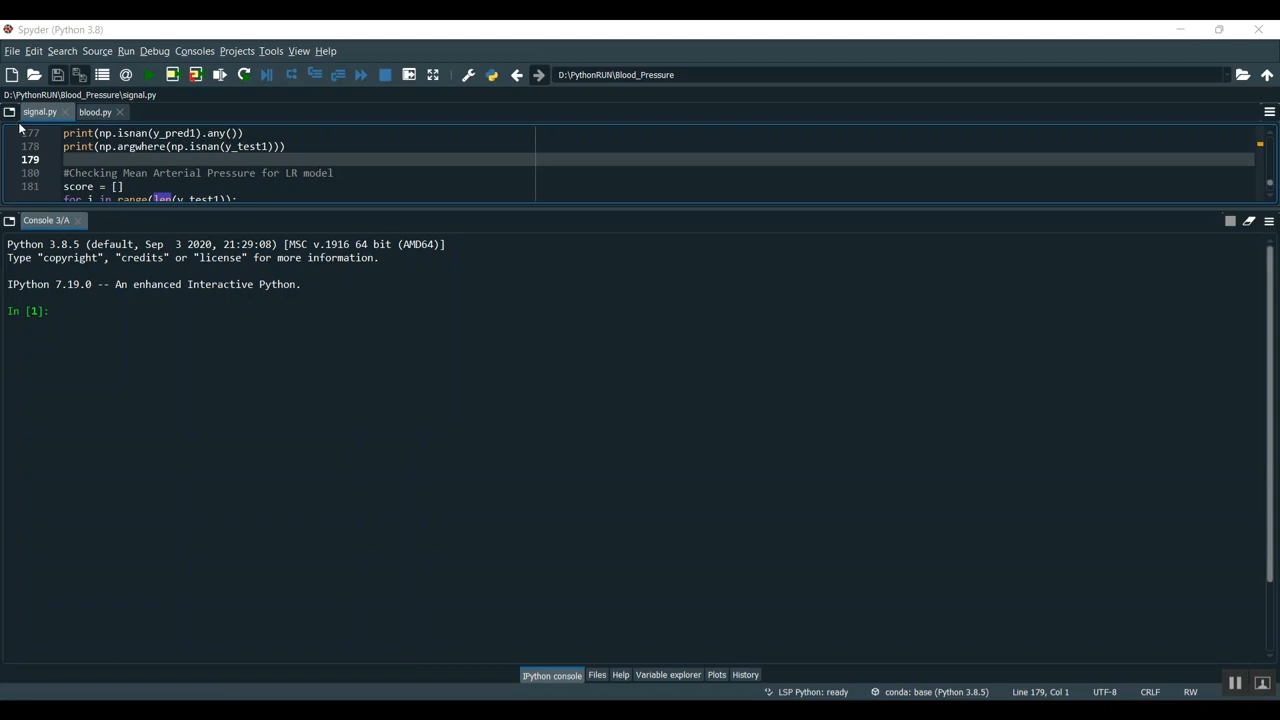 Spyder (Python 3.8)
File Edit Search Source Run Debug Consoles Projects Tools View Help
D:\PythonRUN\Blood_Pressure
D:\PythonRUN\Blood_Pressure\signal.py
signal.py blood.py
177 print(np.isnan(y_pred1).any())
178 print(np.argwhere(np.isnan(y_test1)))
179
180 #Checking Mean Arterial Pressure for LR model
181 score = []
for i in range(len(y_test1)):
Console 3/A
Python 3.8.5 (default, Sep  3 2020, 21:29:08) [MSC v.1916 64 bit (AMD64)]
Type "copyright", "credits" or "license" for more information.
IPython 7.19.0 -- An enhanced Interactive Python.
In [1]:
IPython console Files Help Variable explorer Plots History
LSP Python: ready conda: base (Python 3.8.5) Line 179, Col 1 UTF-8 CRLF RW